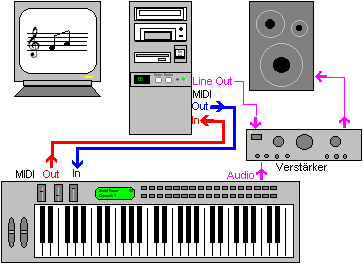 Line Out
MIDI
Out
In
Verstärker
MIDI Out In
Audio